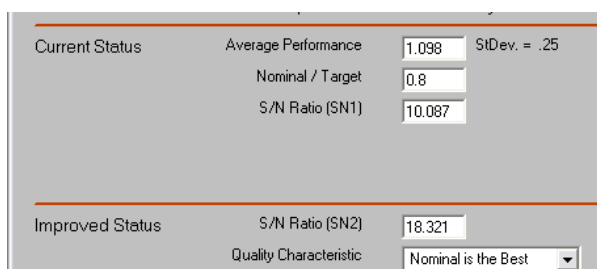 Current Status Average Performance 1.098 StDev. = .25
Nominal / Target 0.8
S/N Ratio (SN1) 10.087
Improved Status S/N Ratio (SN2) 18.321
Quality Characteristic Nominal is the Best